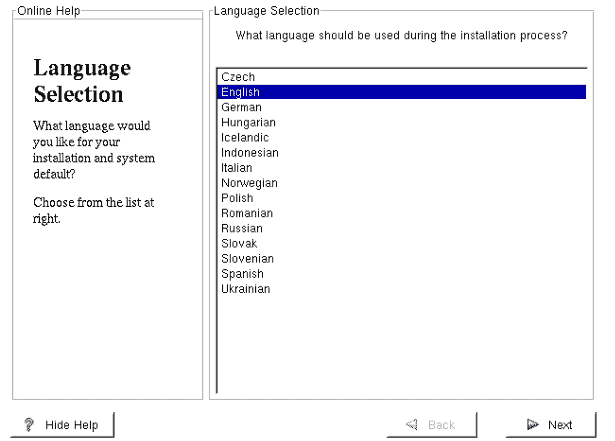 Online Help
Language
Selection
What language would
you like for your
installation and system
default?
Choose from the list at
right.
Language Selection
What language should be used during the installation process?
Czech
English
German
Hungarian
Icelandic
Indonesian
Italian
Norwegian
Polish
Romanian
Russian
Slovak
Slovenian
Spanish
Ukrainian
Hide Help
Back
Next